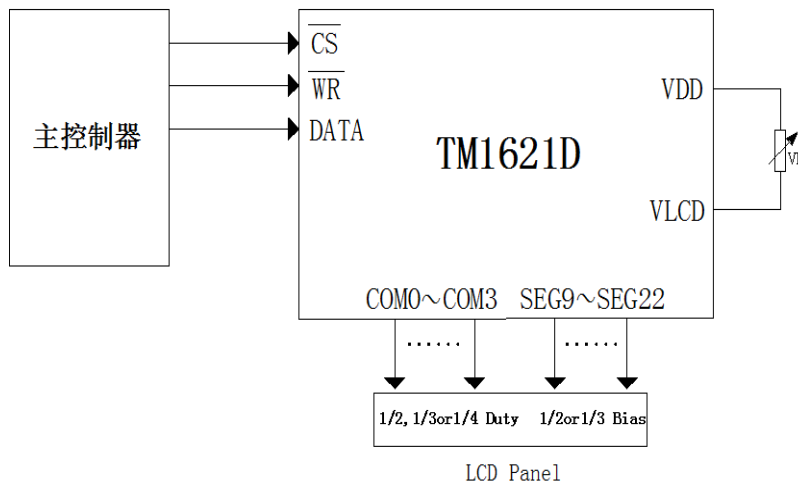 CS
WR
DATA
主控制器
TM1621D
VDD
VLCD
COM0～COM3 SEG9～SEG22
1/2, 1/3or1/4 Duty 1/2or1/3 Bias
LCD Panel